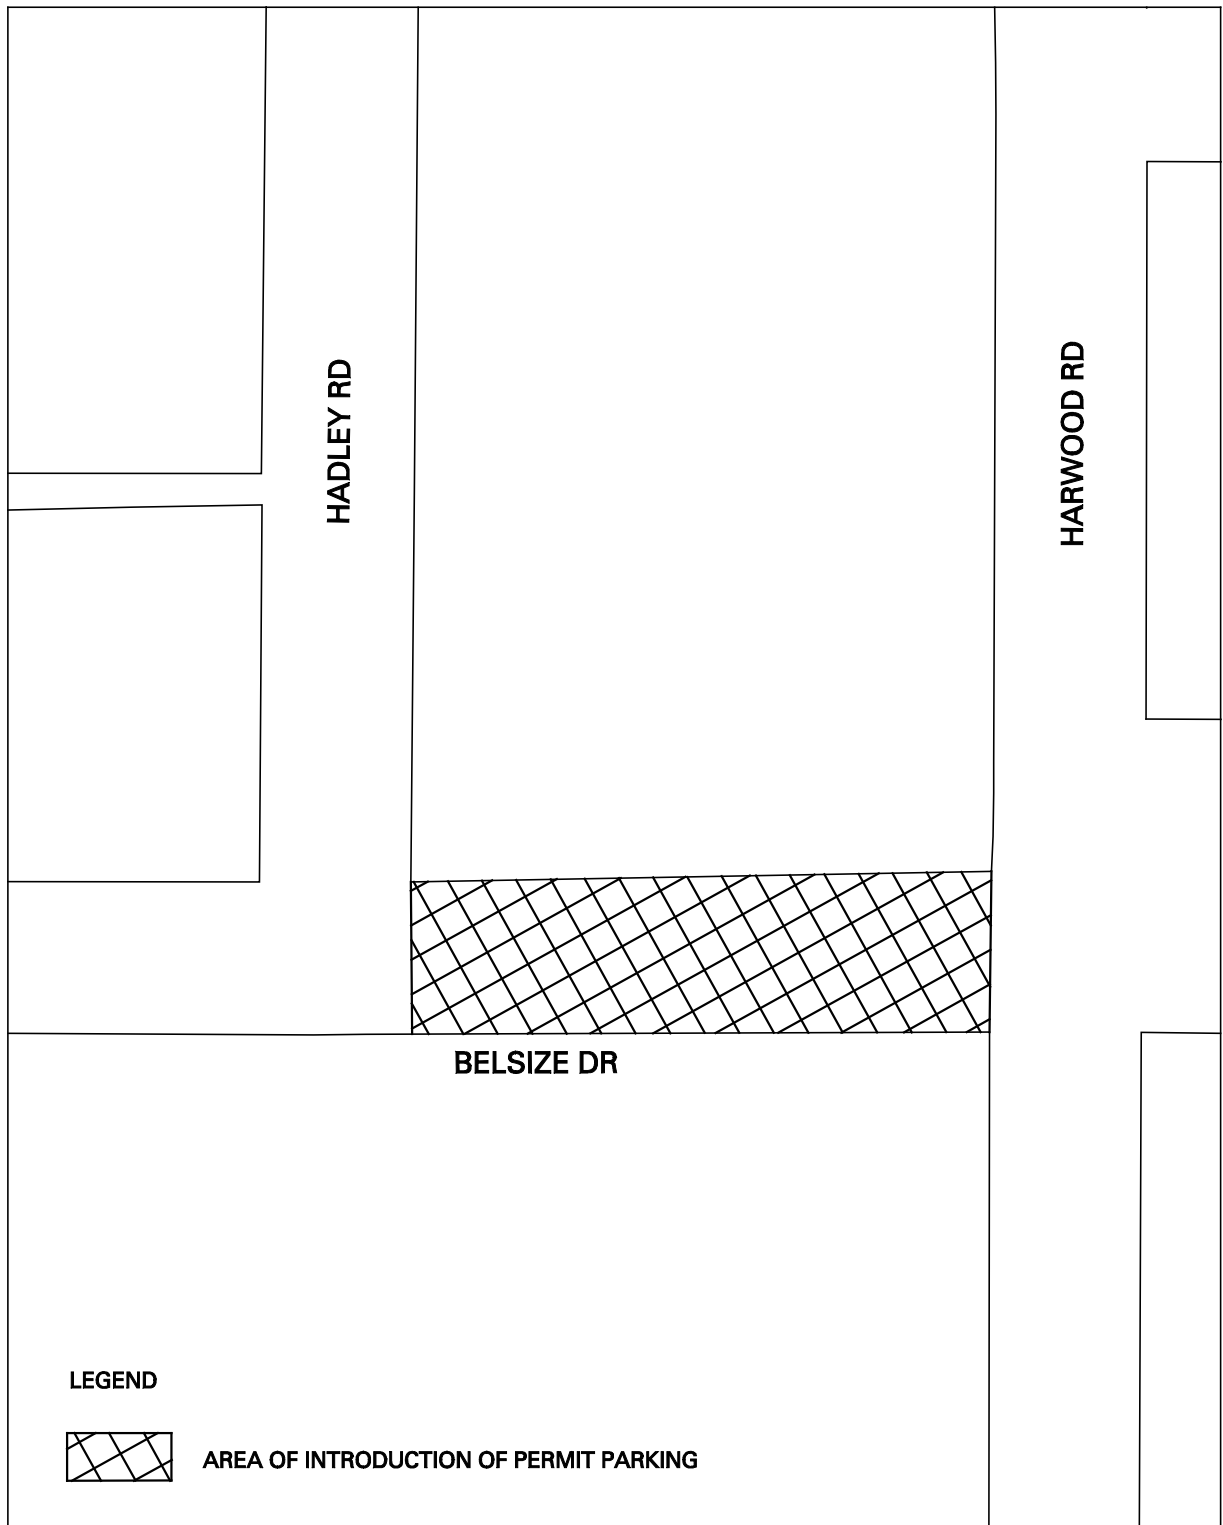 HADLEY RD
HARWOOD RD
BELSIZE DR
LEGEND
AREA OF INTRODUCTION OF PERMIT PARKING